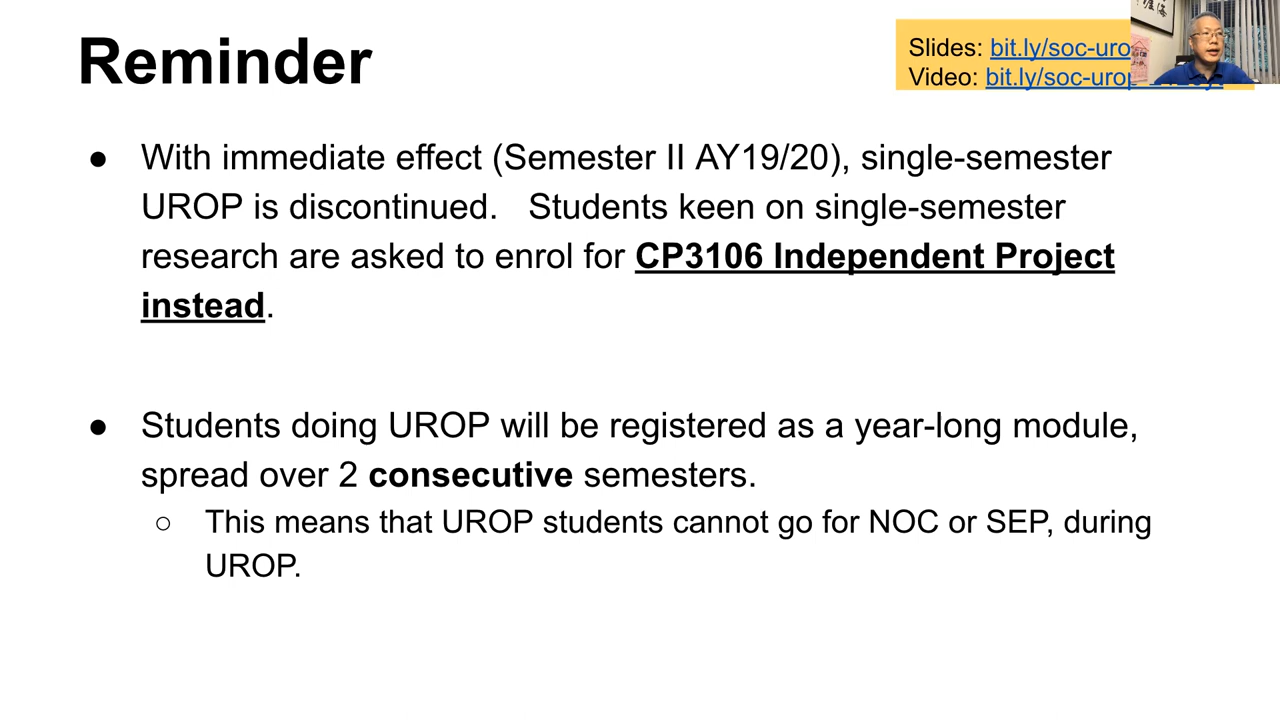 Reminder
Slides: bit.ly/soc-uro
Video: bit.ly/soc-urop
● With immediate effect (Semester II AY19/20), single-semester
UROP is discontinued. Students keen on single-semester
research are asked to enrol for CP3106 Independent Project
instead.
● Students doing UROP will be registered as a year-long module,
spread over 2 consecutive semesters.
○ This means that UROP students cannot go for NOC or SEP, during
UROP.